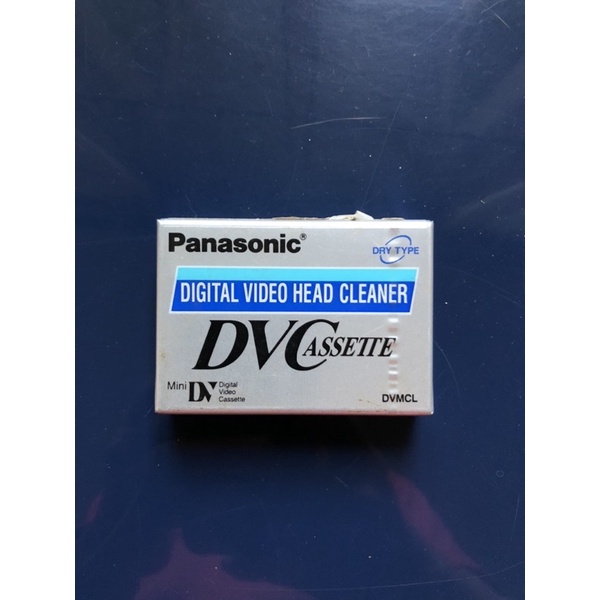 Panasonic®
DRY TYPE
DIGITAL VIDEO HEAD CLEANER
DVCASSETTE
Mini DV Digital
Video
Cassette
DVMCL